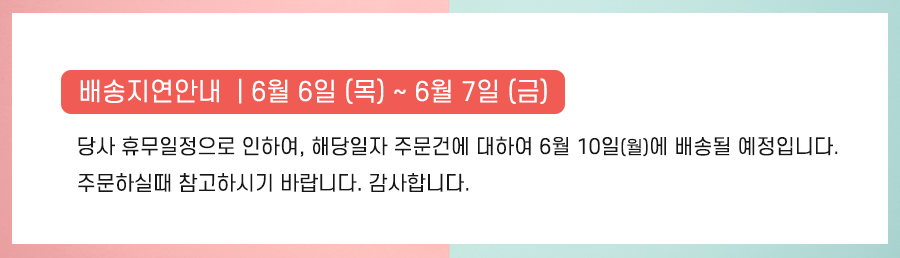 배송지연안내 | 6월 6일 (목) ~ 6월 7일 (금)
당사 휴무일정으로 인하여, 해당일자 주문건에 대하여 6월 10일(월)에 배송될 예정입니다.
주문하실때 참고하시기 바랍니다. 감사합니다.